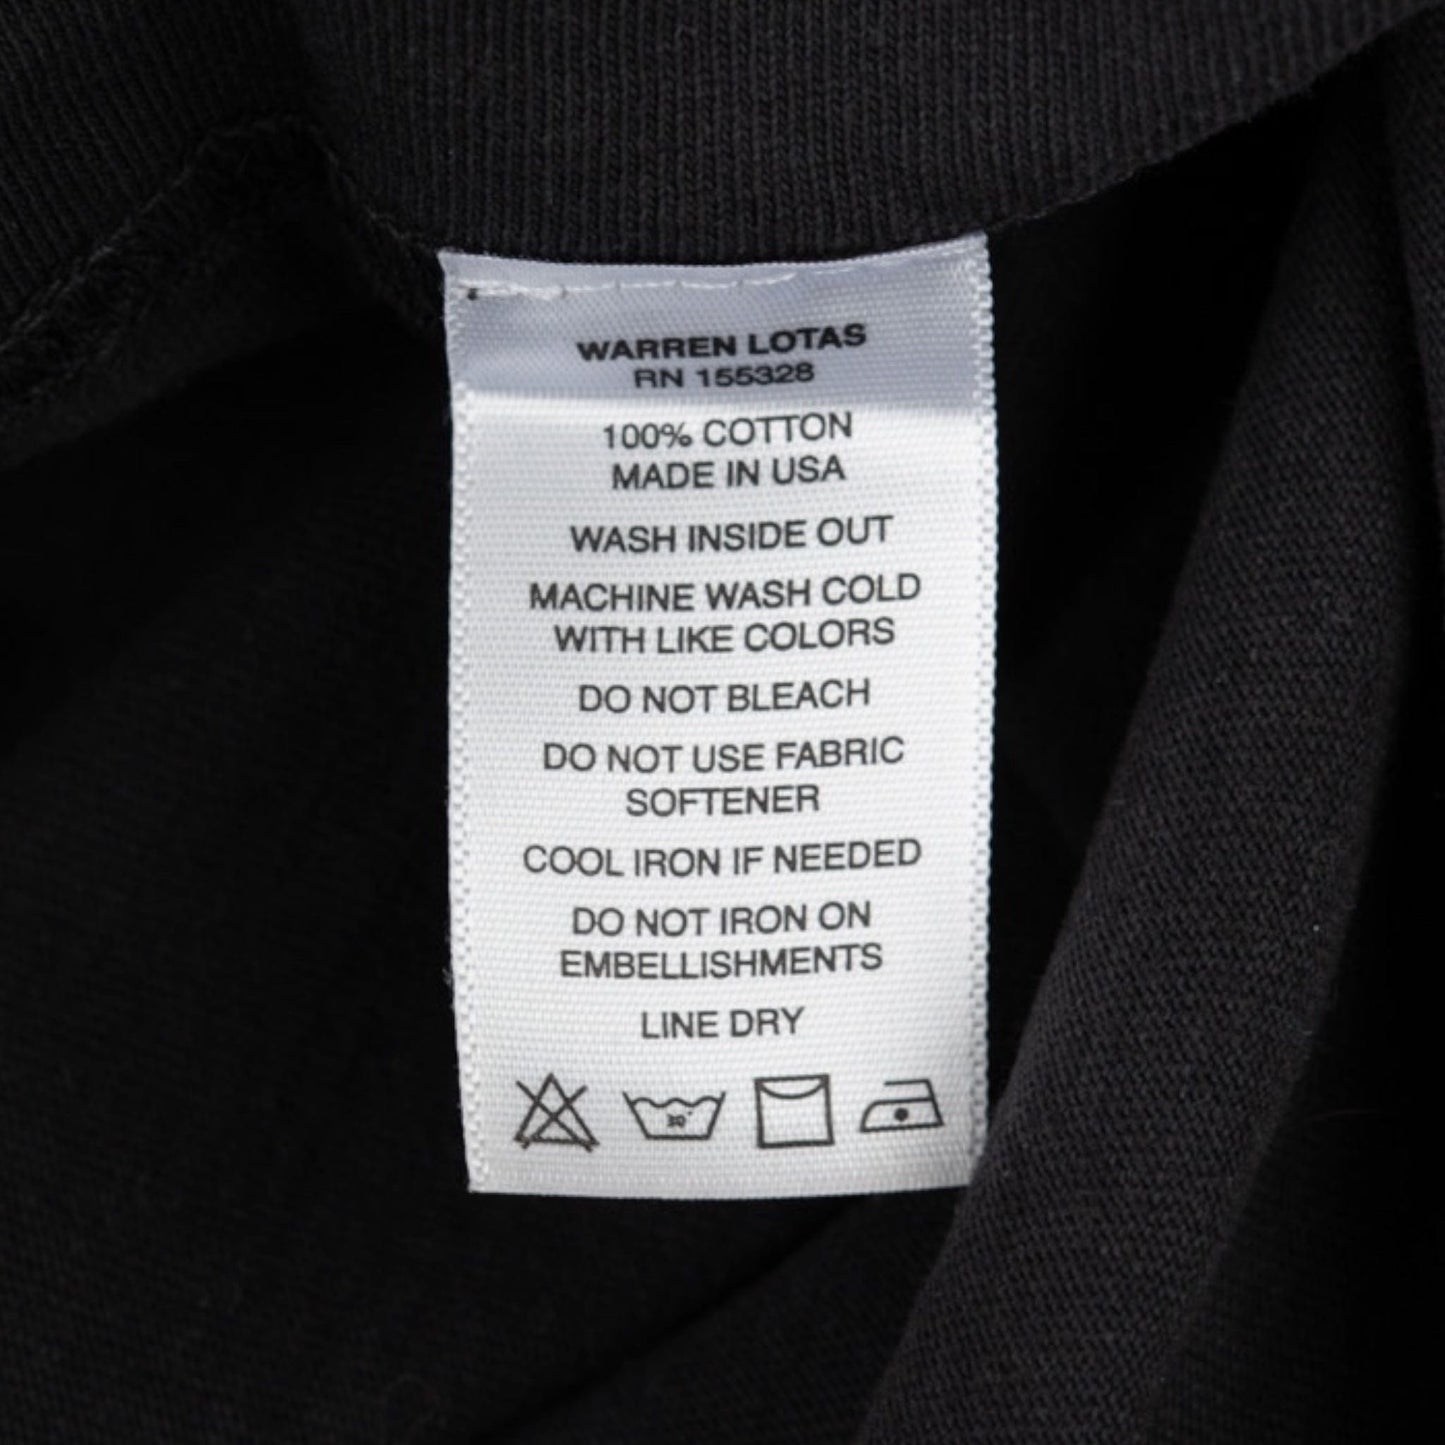 WARREN LOTAS
RN 155328
100% COTTON
MADE IN USA
WASH INSIDE OUT
MACHINE WASH COLD
WITH LIKE COLORS
DO NOT BLEACH
DO NOT USE FABRIC
SOFTENER
COOL IRON IF NEEDED
DO NOT IRON ON
EMBELLISHMENTS
LINE DRY
30